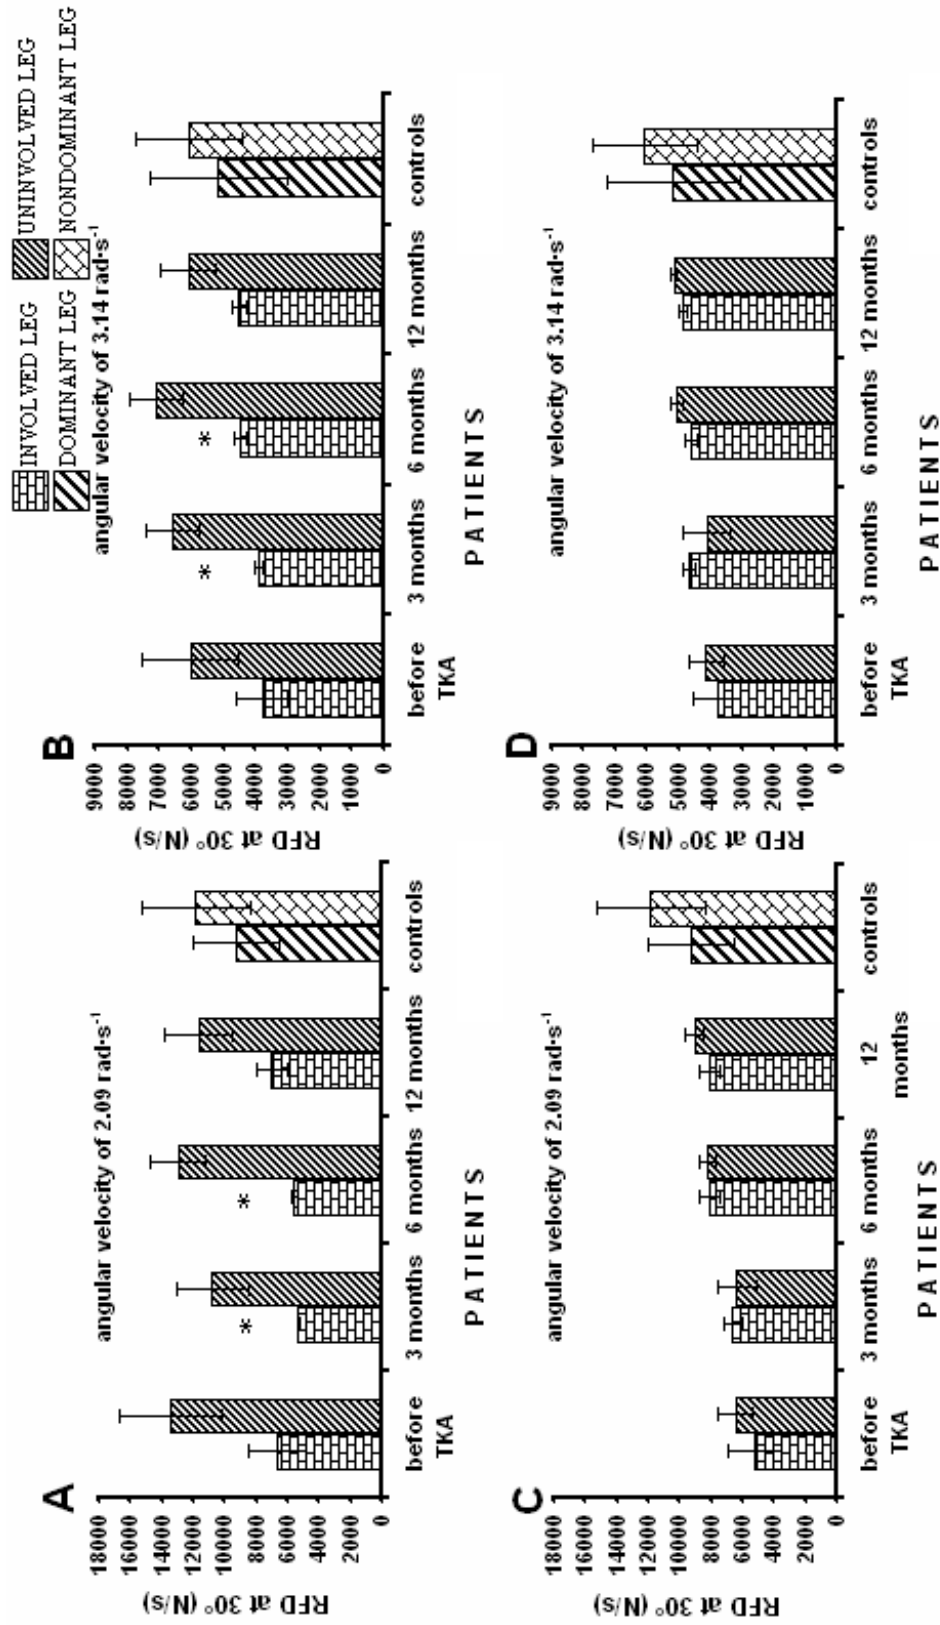 INVOLVED LEG
UNINVOLVED LEG
DOMINANT LEG
NONDOMINANT LEG
A
angular velocity of 2.09 rad·s⁻¹
RFD at 30° (N/s)
18000
16000
14000
12000
10000
8000
6000
4000
2000
0
*
*
before
TKA
3 months
6 months
12 months
controls
PATIENTS
B
angular velocity of 3.14 rad·s⁻¹
RFD at 30° (N/s)
9000
8000
7000
6000
5000
4000
3000
2000
1000
0
*
*
before
TKA
3 months
6 months
12 months
controls
PATIENTS
C
angular velocity of 2.09 rad·s⁻¹
RFD at 30° (N/s)
18000
16000
14000
12000
10000
8000
6000
4000
2000
0
before
TKA
3 months
6 months
12
months
controls
PATIENTS
D
angular velocity of 3.14 rad·s⁻¹
RFD at 30° (N/s)
9000
8000
7000
6000
5000
4000
3000
2000
1000
0
before
TKA
3 months
6 months
12 months
controls
PATIENTS